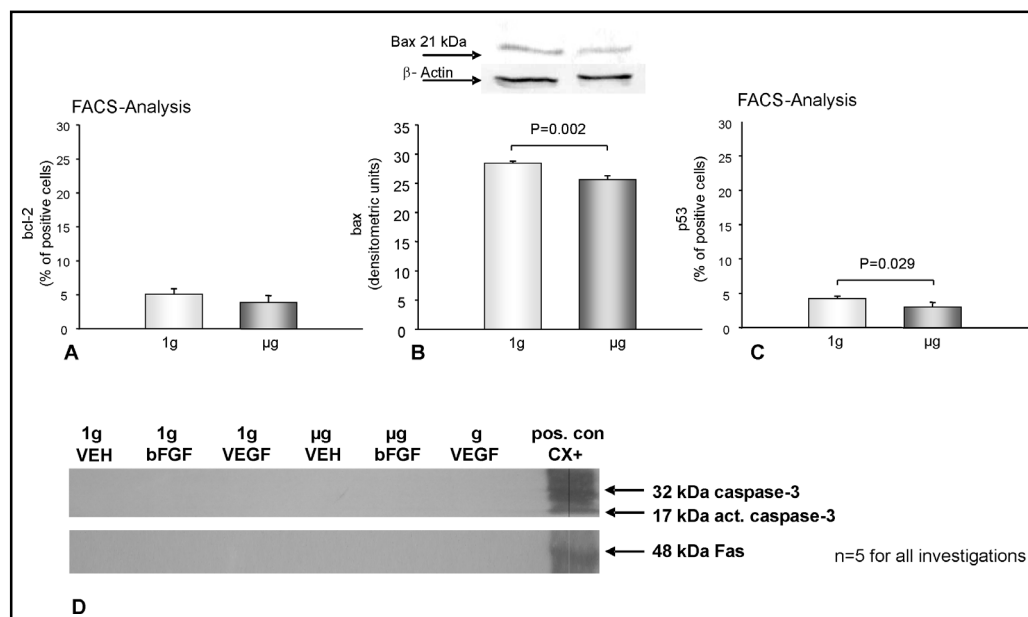 Bax 21 kDa
β- Actin
FACS-Analysis
30
25
20
15
10
5
0
bcl-2
(% of positive cells)
1g
µg
A
35
30
25
20
15
30
10
5
0
bax
(densitometric units)
P=0.002
1g
µg
B
FACS-Analysis
30
25
20
15
10
5
0
p53
(% of positive cells)
P=0.029
1g
µg
C
1g 1g 1g µg µg g pos. con
VEH bFGF VEGF VEH bFGF VEGF CX+
32 kDa caspase-3
17 kDa act. caspase-3
48 kDa Fas
n=5 for all investigations
D